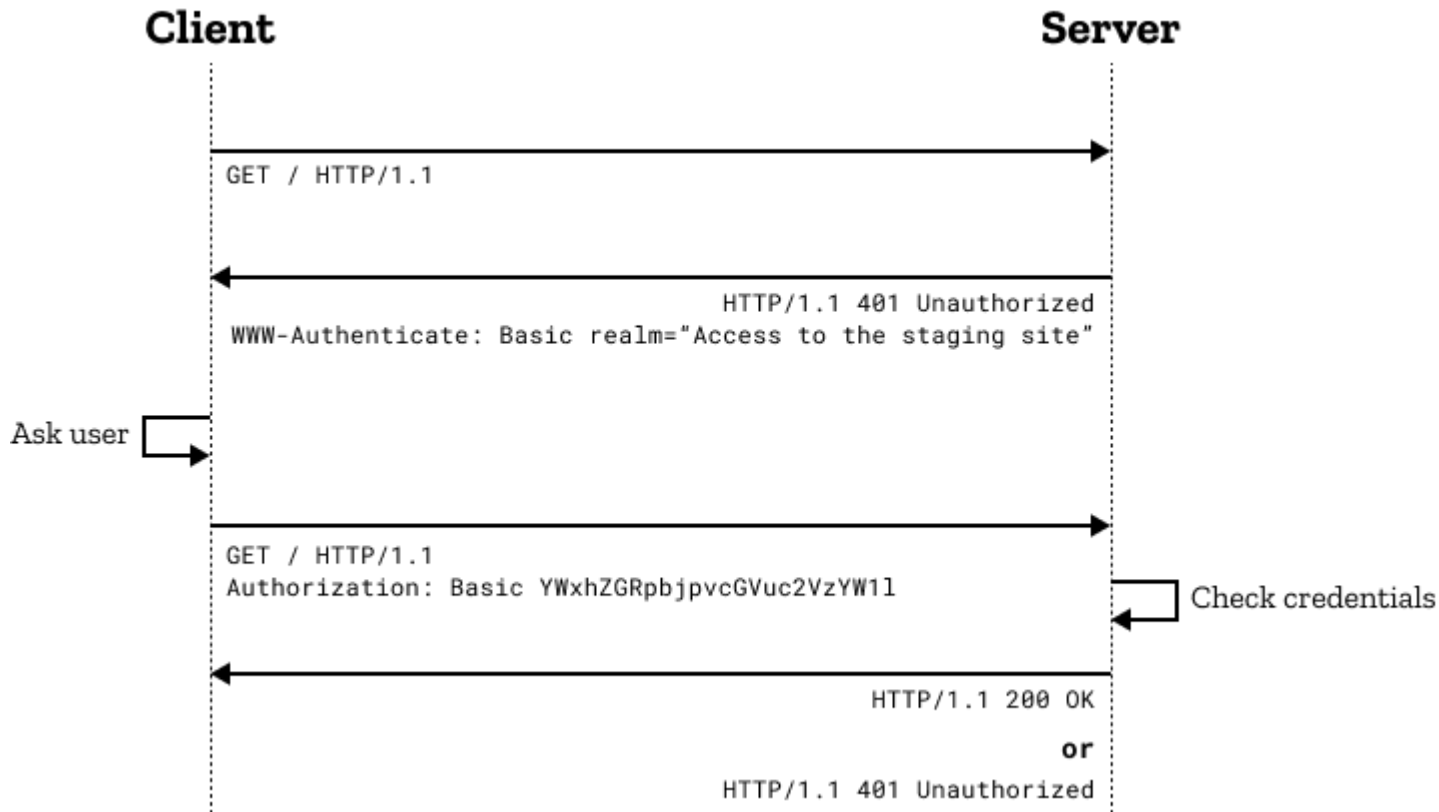 Client
Server
GET / HTTP/1.1
HTTP/1.1 401 Unauthorized
WWW-Authenticate: Basic realm="Access to the staging site"
Ask user
GET / HTTP/1.1
Authorization: Basic YWxhZGRpbjpvcGVuc2VzYW1l
Check credentials
HTTP/1.1 200 OK
or
HTTP/1.1 401 Unauthorized